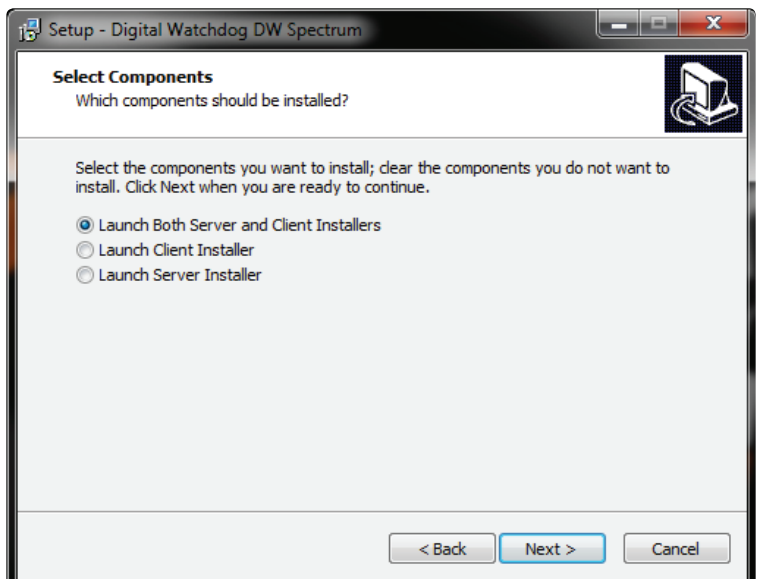 Setup - Digital Watchdog DW Spectrum
Select Components
Which components should be installed?
Select the components you want to install; clear the components you do not want to
install. Click Next when you are ready to continue.
Launch Both Server and Client Installers
Launch Client Installer
Launch Server Installer
< Back Next > Cancel